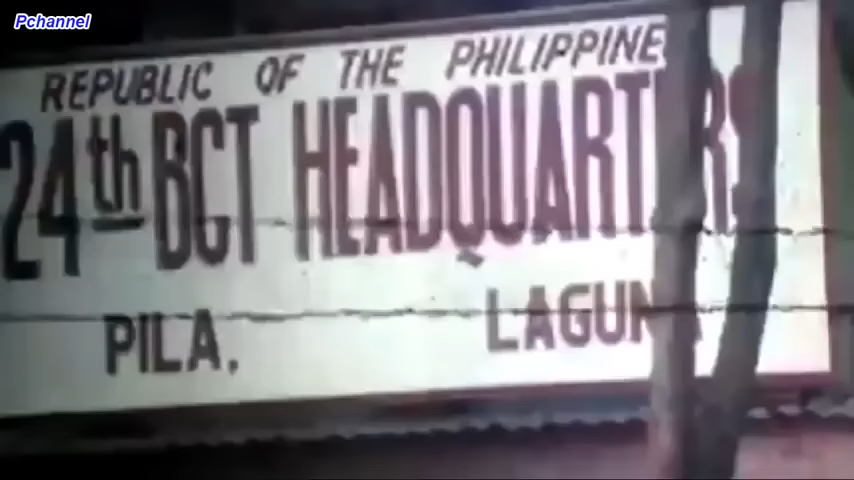 Pchannel
REPUBLIC OF THE PHILIPPINE
24th BCT HEADQUARTERS
PILA, LAGUNA